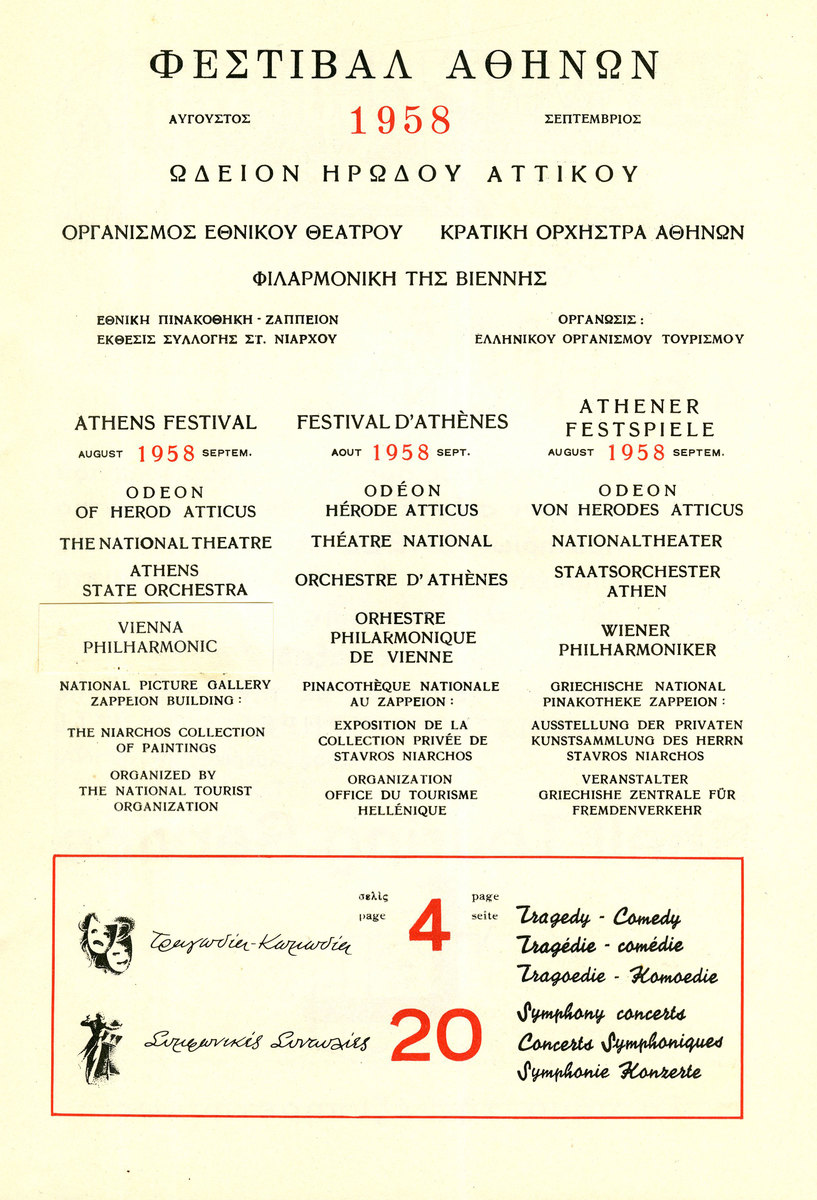 ΦΕΣΤΙΒΑΛ ΑΘΗΝΩΝ
ΑΥΓΟΥΣΤΟΣ 1958 ΣΕΠΤΕΜΒΡΙΟΣ
ΩΔΕΙΟΝ ΗΡΩΔΟΥ ΑΤΤΙΚΟΥ
ΟΡΓΑΝΙΣΜΟΣ ΕΘΝΙΚΟΥ ΘΕΑΤΡΟΥ ΚΡΑΤΙΚΗ ΟΡΧΗΣΤΡΑ ΑΘΗΝΩΝ
ΦΙΛΑΡΜΟΝΙΚΗ ΤΗΣ ΒΙΕΝΝΗΣ
ΕΘΝΙΚΗ ΠΙΝΑΚΟΘΗΚΗ - ΖΑΠΠΕΙΟΝ
ΕΚΘΕΣΙΣ ΣΥΛΛΟΓΗΣ ΣΤ. ΝΙΑΡΧΟΥ
ΟΡΓΑΝΩΣΙΣ :
ΕΛΛΗΝΙΚΟΥ ΟΡΓΑΝΙΣΜΟΥ ΤΟΥΡΙΣΜΟΥ
ATHENS FESTIVAL
AUGUST 1958 SEPTEM.
ODEON
OF HEROD ATTICUS
THE NATIONAL THEATRE
ATHENS
STATE ORCHESTRA
VIENNA
PHILHARMONIC
NATIONAL PICTURE GALLERY
ZAPPEION BUILDING :
THE NIARCHOS COLLECTION
OF PAINTINGS
ORGANIZED BY
THE NATIONAL TOURIST
ORGANIZATION
FESTIVAL D'ATHÈNES
AOUT 1958 SEPT.
ODÉON
HÉRODE ATTICUS
THÉATRE NATIONAL
ORCHESTRE D'ATHÈNES
ORHESTRE
PHILARMONIQUE
DE VIENNE
PINACOTHÈQUE NATIONALE
AU ZAPPEION :
EXPOSITION DE LA
COLLECTION PRIVÉE DE
STAVROS NIARCHOS
ORGANIZATION
OFFICE DU TOURISME
HELLÉNIQUE
ATHENER
FESTSPIELE
AUGUST 1958 SEPTEM.
ODEON
VON HERODES ATTICUS
NATIONALTHEATER
STAATSORCHESTER
ATHEN
WIENER
PHILHARMONIKER
GRIECHISCHE NATIONAL
PINAKOTHEKE ZAPPEION :
AUSSTELLUNG DER PRIVATEN
KUNSTSAMMLUNG DES HERRN
STAVROS NIARCHOS
VERANSTALTER
GRIECHISHE ZENTRALE FÜR
FREMDENVERKEHR
Τραγωδία-Κωμωδία
σελὶς page
page 4 seite
Tragedy - Comedy
Tragédie - comédie
Tragoedie - Homoedie
Συμφωνικές Συναυλίες 20
Symphony concerts
Concerts Symphoniques
Symphonie Konzerte